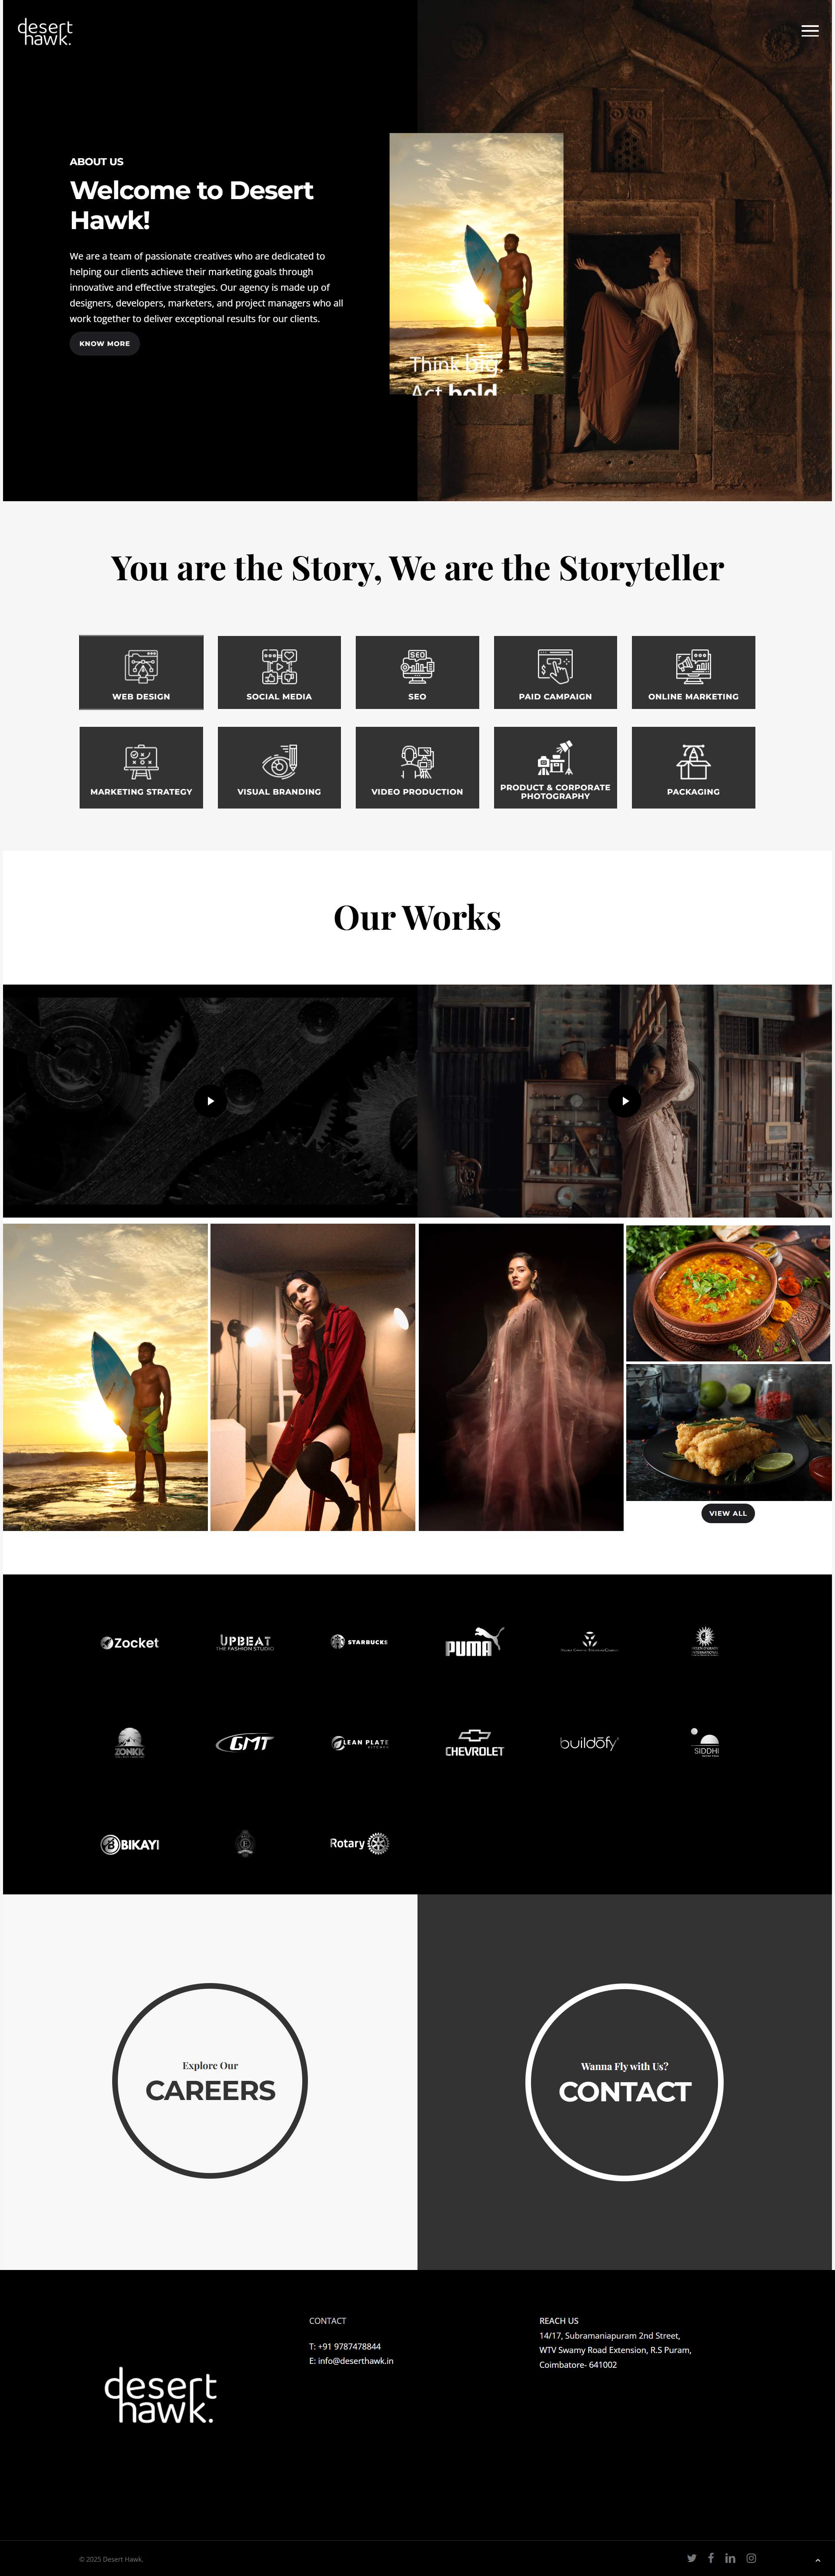 desert
hawk.
ABOUT US
Welcome to Desert
Hawk!
We are a team of passionate creatives who are dedicated to
helping our clients achieve their marketing goals through
innovative and effective strategies. Our agency is made up of
designers, developers, marketers, and project managers who all
work together to deliver exceptional results for our clients.
KNOW MORE
Think big.
Act bold
You are the Story, We are the Storyteller
WEB DESIGN
SOCIAL MEDIA
SEO
SEO
PAID CAMPAIGN
ONLINE MARKETING
MARKETING STRATEGY
VISUAL BRANDING
VIDEO PRODUCTION
PRODUCT & CORPORATE
PHOTOGRAPHY
PACKAGING
Our Works
VIEW ALL
Zocket
UPBEAT
THE FASHION STUDIO
STARBUCKS
PUMA
ZONKK
GMT
LEAN PLATE
KITCHEN
CHEVROLET
buildofy
SIDDHI
BIKAYI
Rotary
Explore Our
CAREERS
Wanna Fly with Us?
CONTACT
desert
hawk.
CONTACT
T: +91 9787478844
E: info@deserthawk.in
REACH US
14/17, Subramaniapuram 2nd Street,
WTV Swamy Road Extension, R.S Puram,
Coimbatore- 641002
© 2025 Desert Hawk.